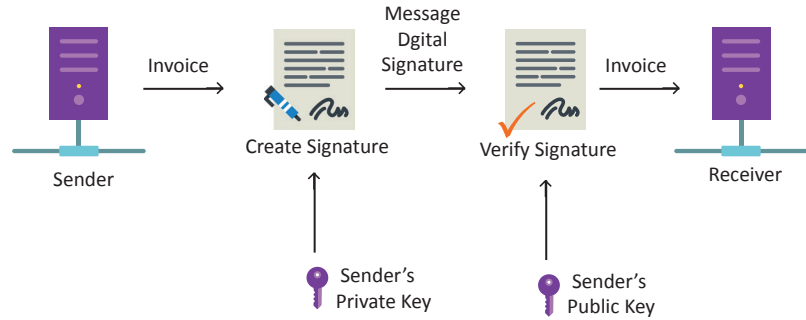 Message
Dgital
Signature
Invoice
Invoice
Create Signature
Verify Signature
Sender
Receiver
Sender's
Private Key
Sender's
Public Key